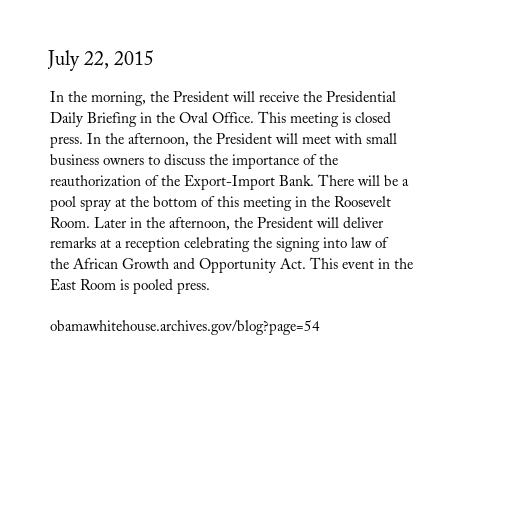 July 22, 2015
In the morning, the President will receive the Presidential
Daily Briefing in the Oval Office. This meeting is closed
press. In the afternoon, the President will meet with small
business owners to discuss the importance of the
reauthorization of the Export-Import Bank. There will be a
pool spray at the bottom of this meeting in the Roosevelt
Room. Later in the afternoon, the President will deliver
remarks at a reception celebrating the signing into law of
the African Growth and Opportunity Act. This event in the
East Room is pooled press.
obamawhitehouse.archives.gov/blog?page=54